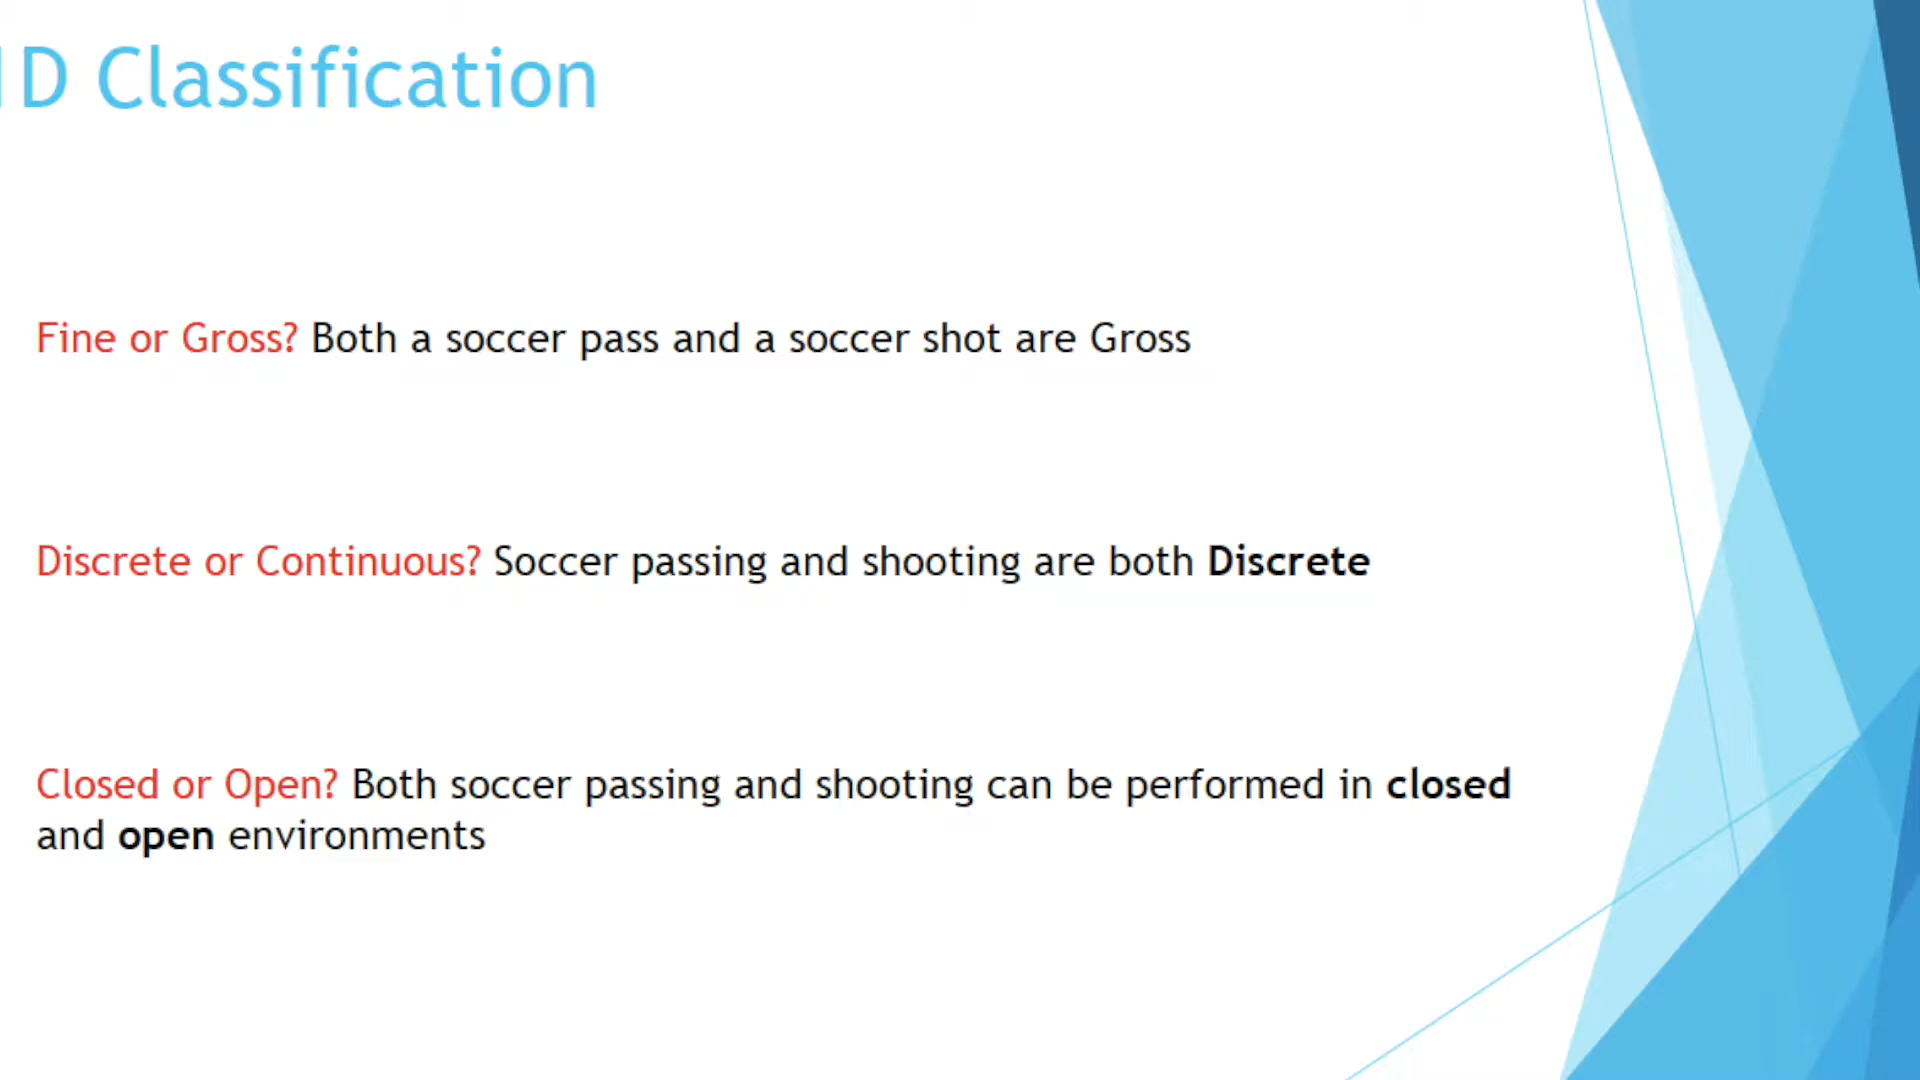 1D Classification
Fine or Gross? Both a soccer pass and a soccer shot are Gross
Discrete or Continuous? Soccer passing and shooting are both Discrete
Closed or Open? Both soccer passing and shooting can be performed in closed
and open environments